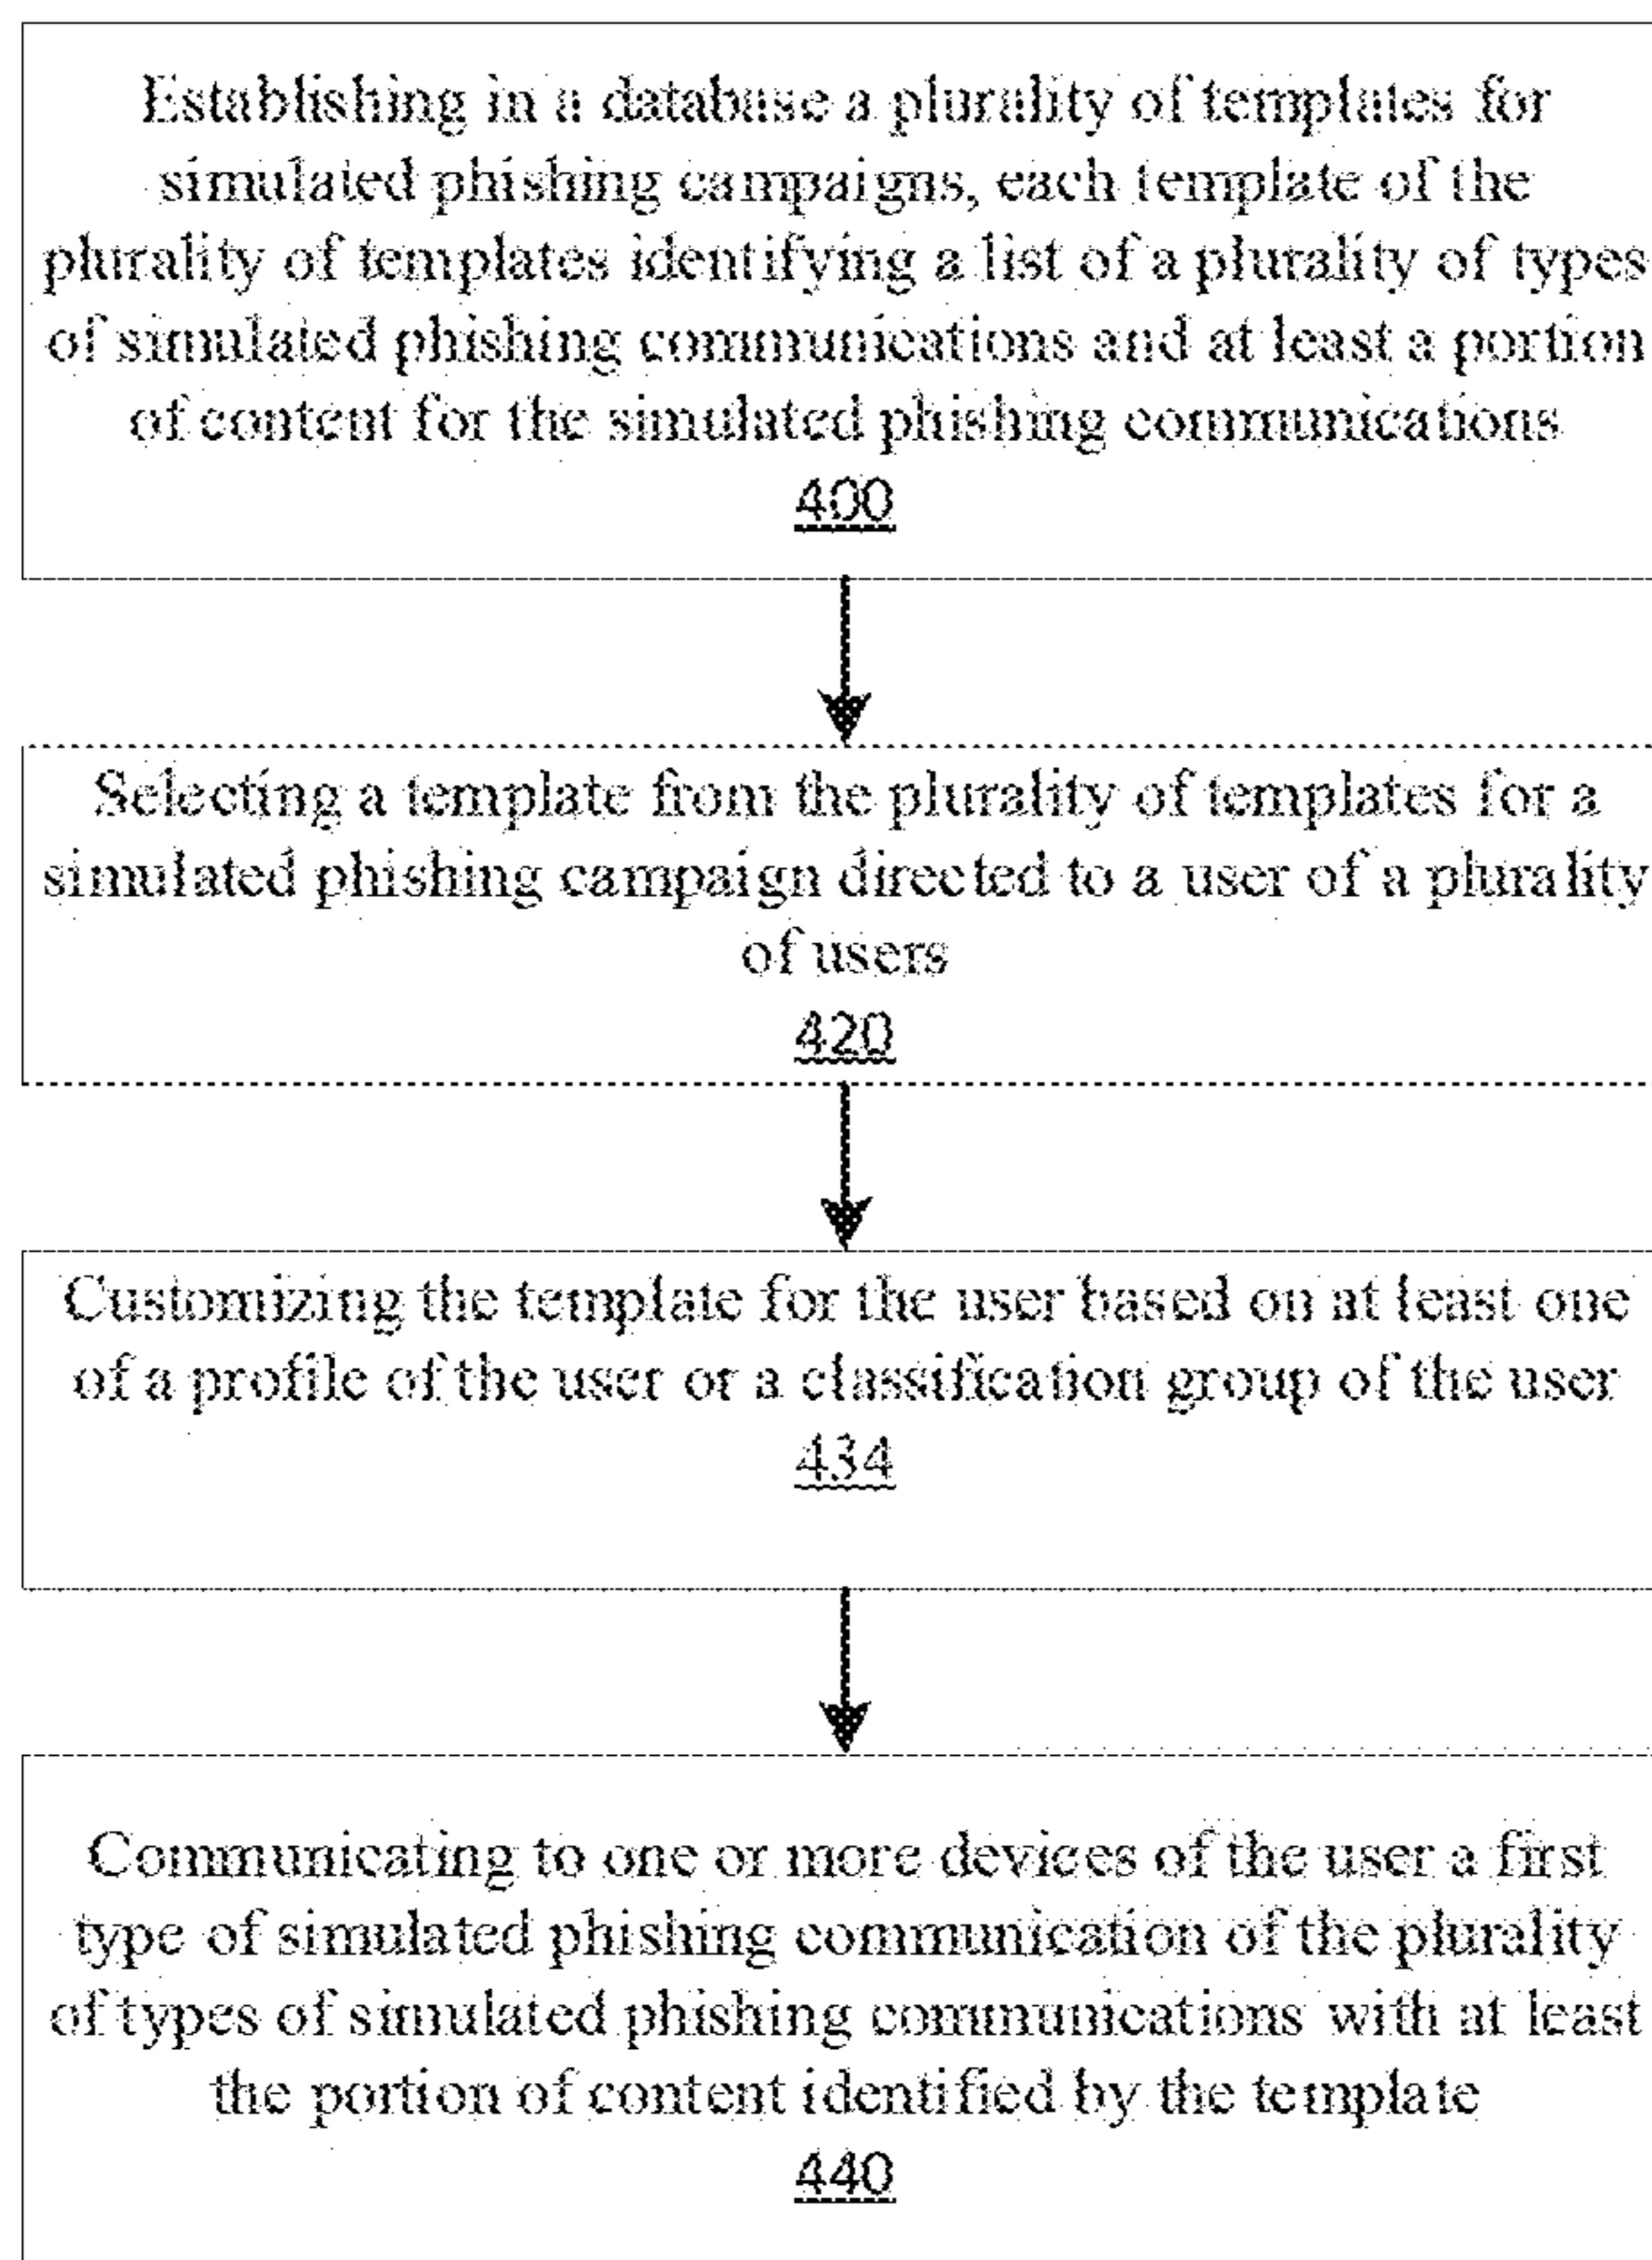 Establishing in a database a plurality of templates for
simulated phishing campaigns, each template of the
plurality of templates identifying a list of a plurality of types
of simulated phishing communications and at least a portion
of content for the simulated phishing communications
400
Selecting a template from the plurality of templates for a
simulated phishing campaign directed to a user of a plurality
of users
420
Customizing the template for the user based on at least one
of a profile of the user or a classification group of the user
434
Communicating to one or more devices of the user a first
type of simulated phishing communication of the plurality
of types of simulated phishing communications with at least
the portion of content identified by the template
440